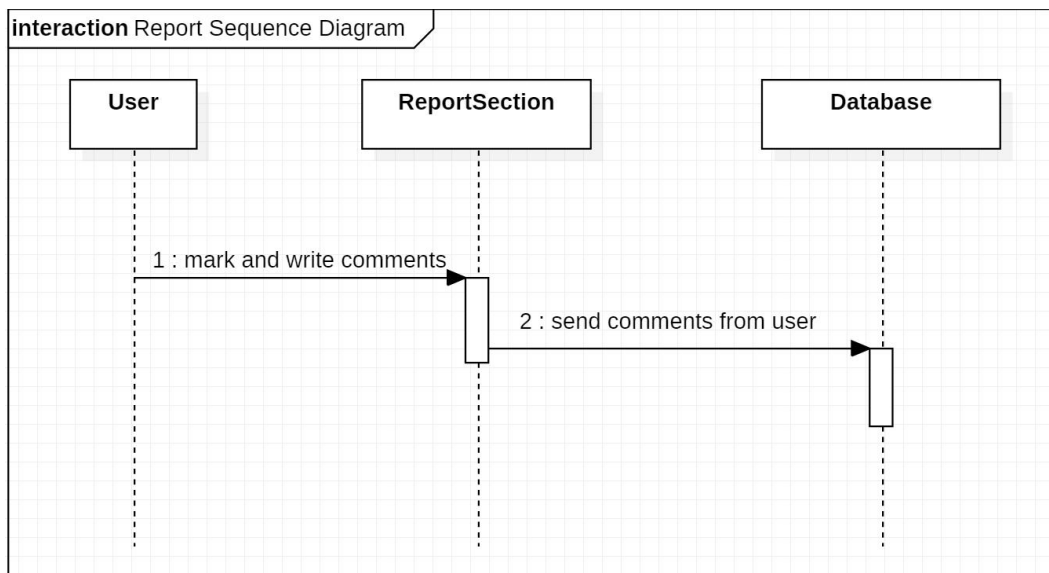 interaction Report Sequence Diagram
User
ReportSection
Database
1 : mark and write comments
2 : send comments from user